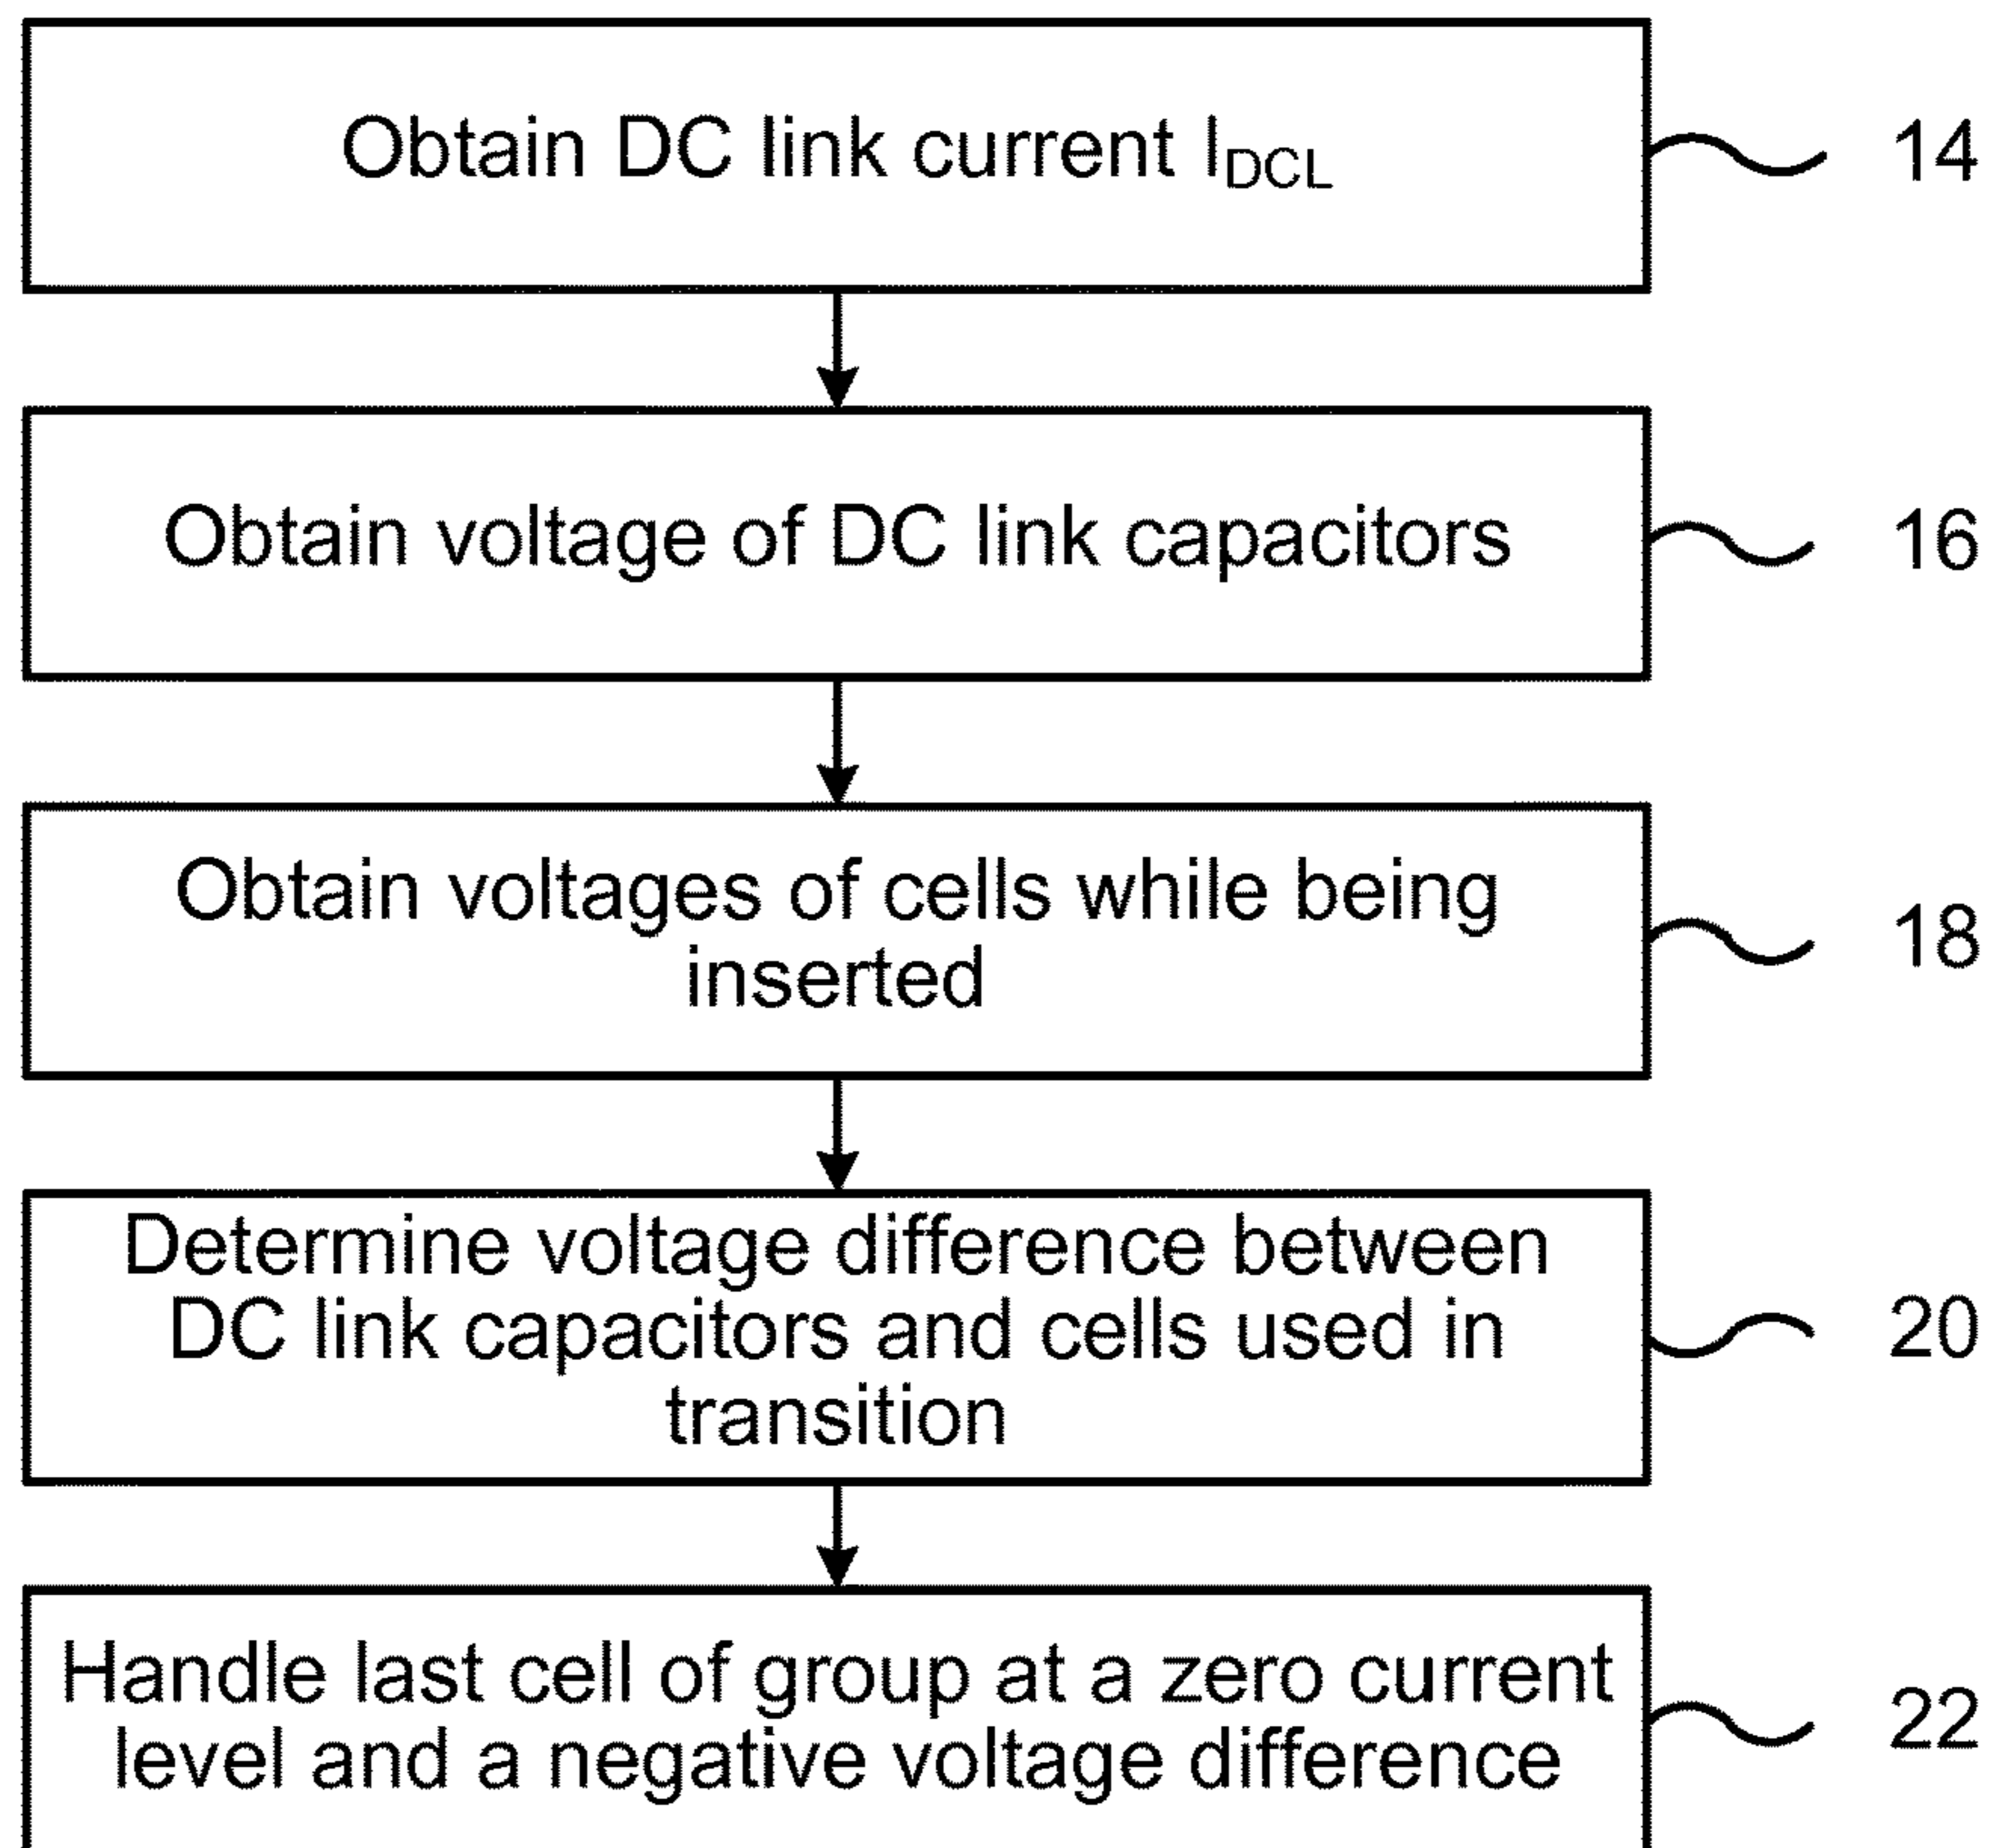 Obtain DC link current I_DCL
14
Obtain voltage of DC link capacitors
16
Obtain voltages of cells while being
inserted
18
Determine voltage difference between
DC link capacitors and cells used in
transition
20
Handle last cell of group at a zero current
level and a negative voltage difference
22